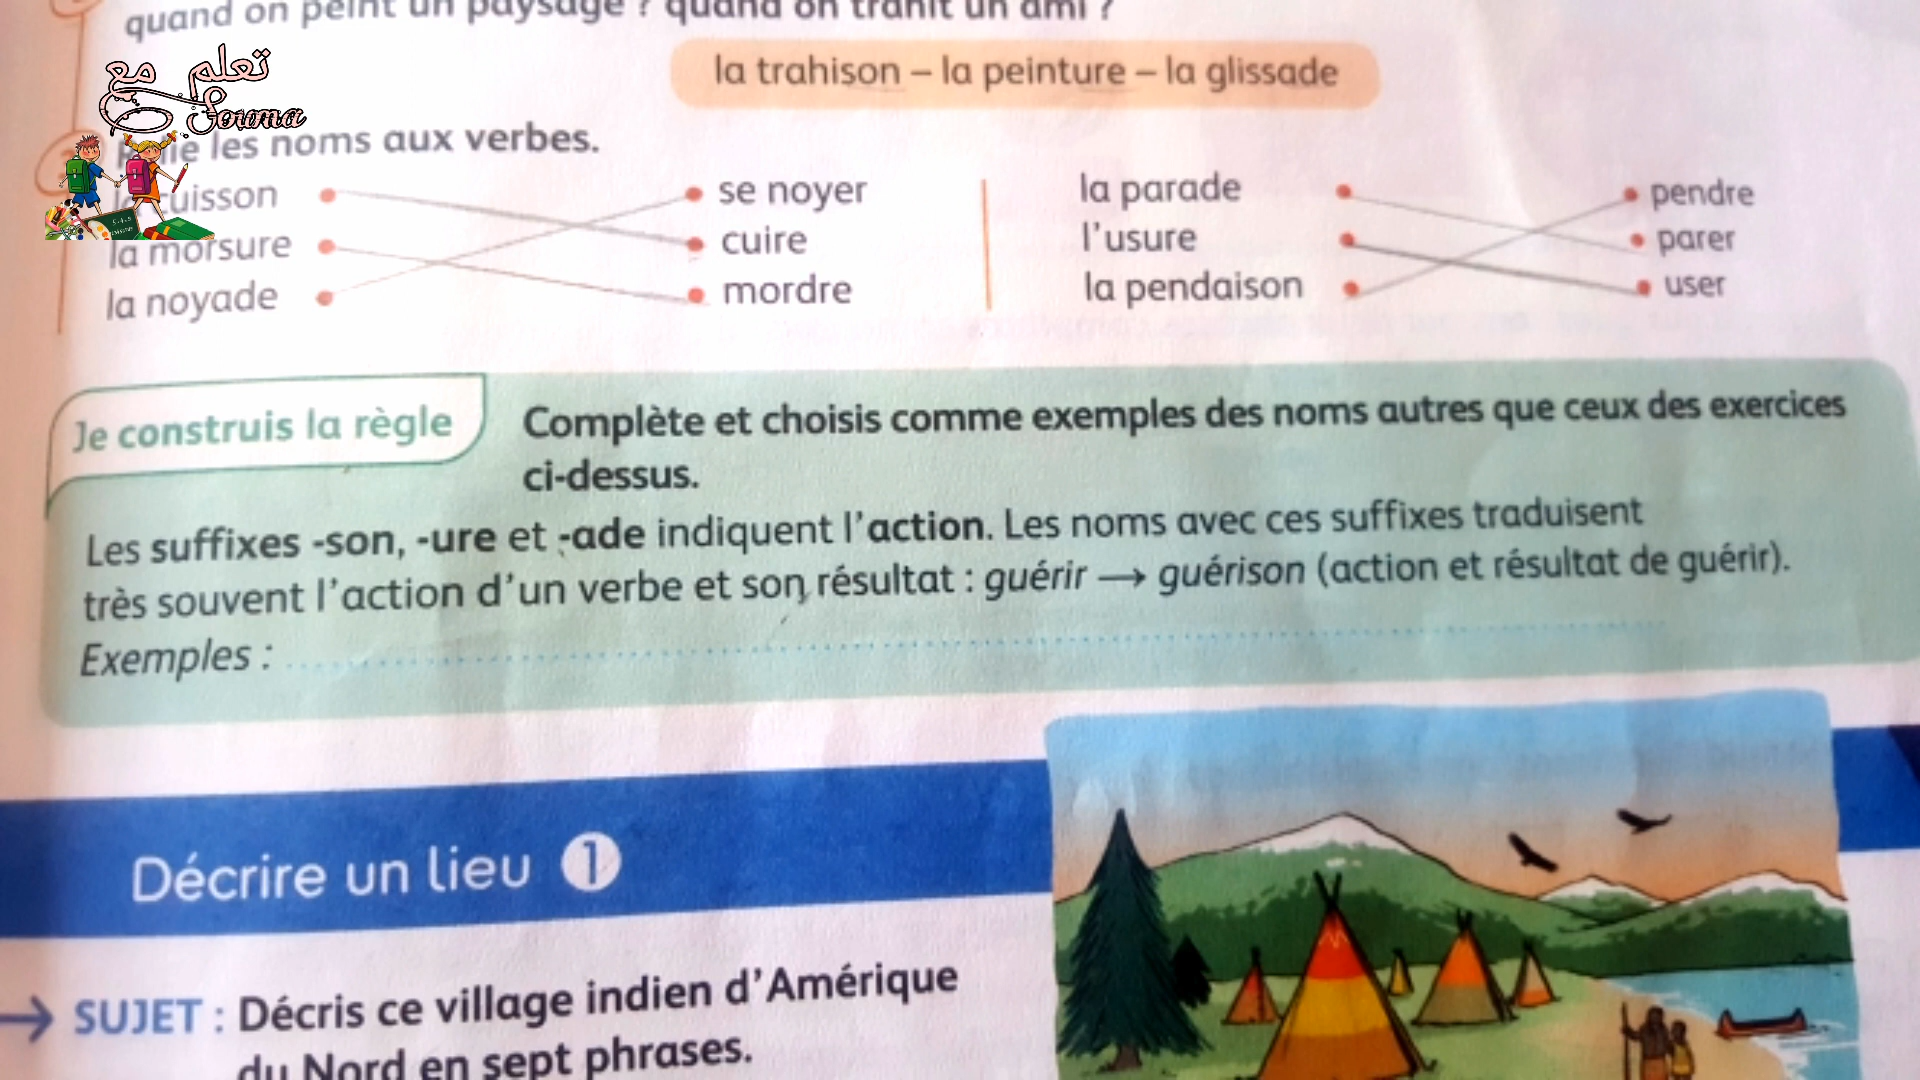 quand on peint un paysage ? quand on trahit un ami ?
تعلم مع
Souma
la trahison – la peinture – la glissade
les noms aux verbes.
cuisson
se noyer
la parade
pendre
la morsure
cuire
l'usure
parer
la noyade
mordre
la pendaison
user
Je construis la règle
Complète et choisis comme exemples des noms autres que ceux des exercices
ci-dessus.
Les suffixes -son, -ure et -ade indiquent l'action. Les noms avec ces suffixes traduisent
très souvent l'action d'un verbe et son résultat : guérir → guérison (action et résultat de guérir).
Exemples :
Décrire un lieu 1
→ SUJET : Décris ce village indien d'Amérique
du Nord en sept phrases.